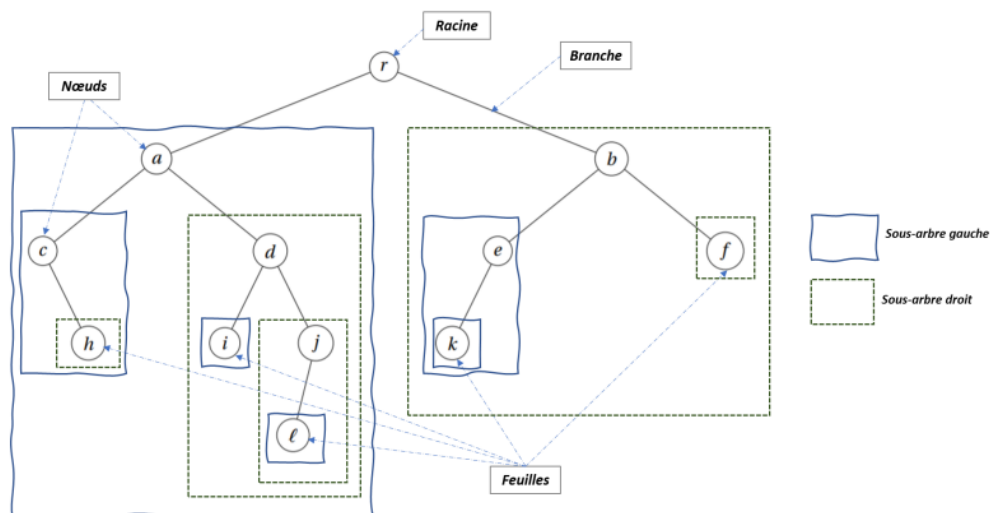 Racine
r
Branche
Nœuds
a
b
c
d
e
f
Sous-arbre gauche
Sous-arbre droit
h
i
j
k
ℓ
Feuilles